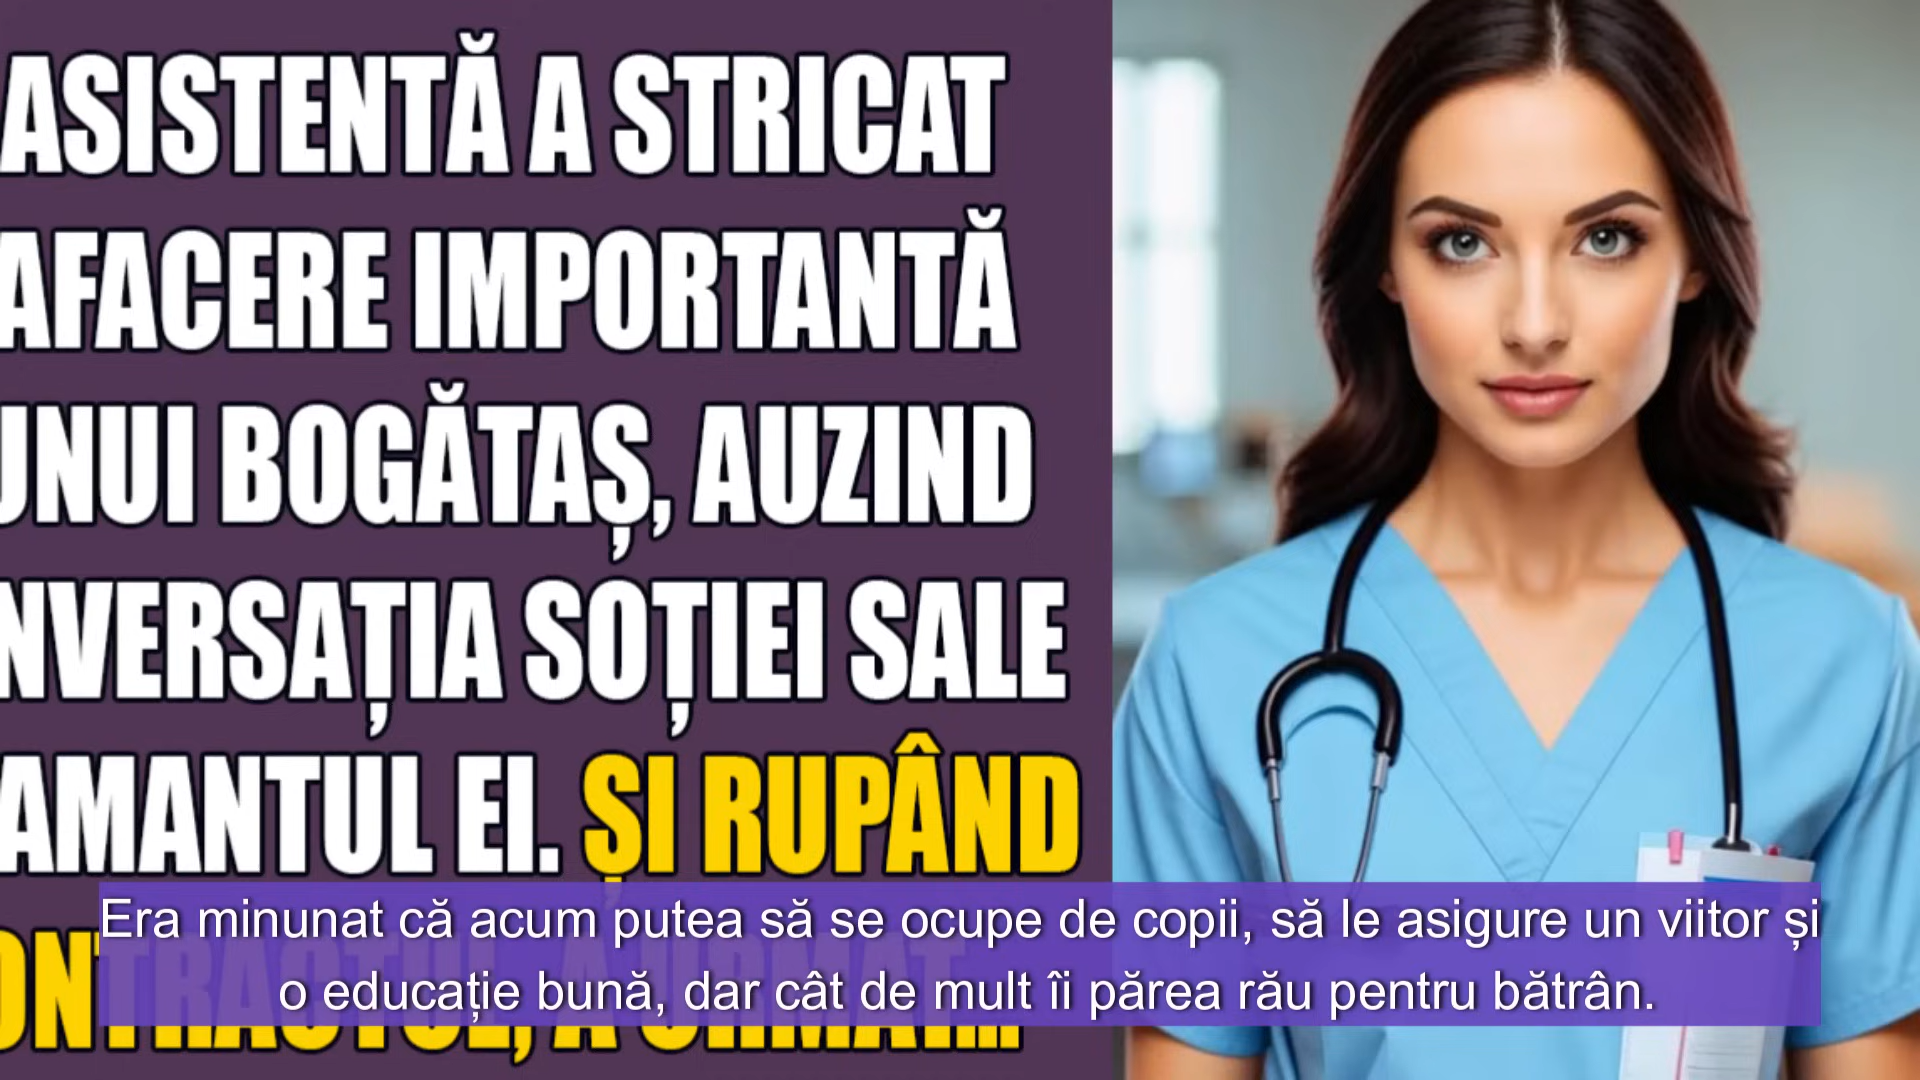 ASISTENTĂ A STRICAT
AFACERE IMPORTANTĂ
UNUI BOGĂTAȘ, AUZIND
NVERSAȚIA SOȚIEI SALE
AMANTUL EI. ȘI RUPÂND
ONTRACTUL, A URMAT...
Era minunat că acum putea să se ocupe de copii, să le asigure un viitor și
o educație bună, dar cât de mult îi părea rău pentru bătrân.